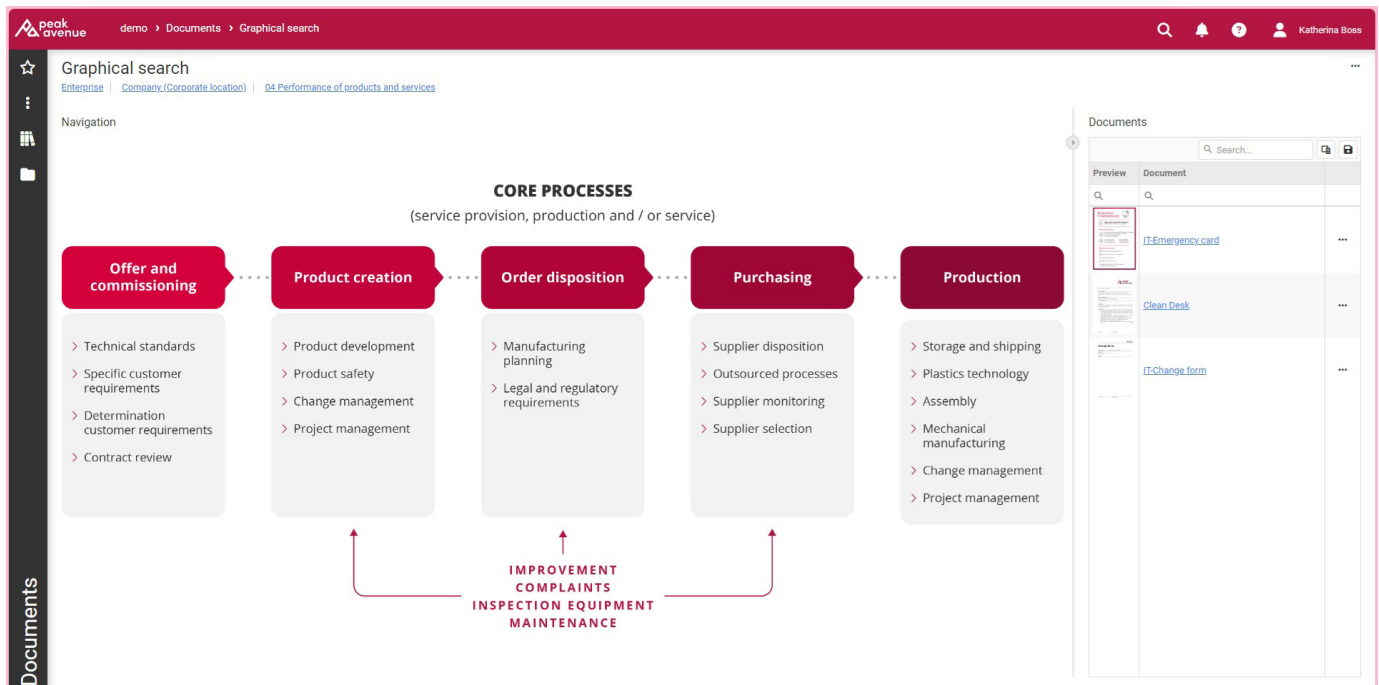 peak
avenue
demo › Documents › Graphical search
Katherina Boss
Graphical search
Enterprise
Company (Corporate location)
04 Performance of products and services
Navigation
CORE PROCESSES
(service provision, production and / or service)
Offer and
commissioning
Technical standards
Specific customer
requirements
Determination
customer requirements
Contract review
Product creation
Product development
Product safety
Change management
Project management
Order disposition
Manufacturing
planning
Legal and regulatory
requirements
Purchasing
Supplier disposition
Outsourced processes
Supplier monitoring
Supplier selection
Production
Storage and shipping
Plastics technology
Assembly
Mechanical
manufacturing
Change management
Project management
IMPROVEMENT
COMPLAINTS
INSPECTION EQUIPMENT
MAINTENANCE
Documents
Search...
Preview
Document
IT-Emergency card
Clean Desk
IT-Change form
Documents